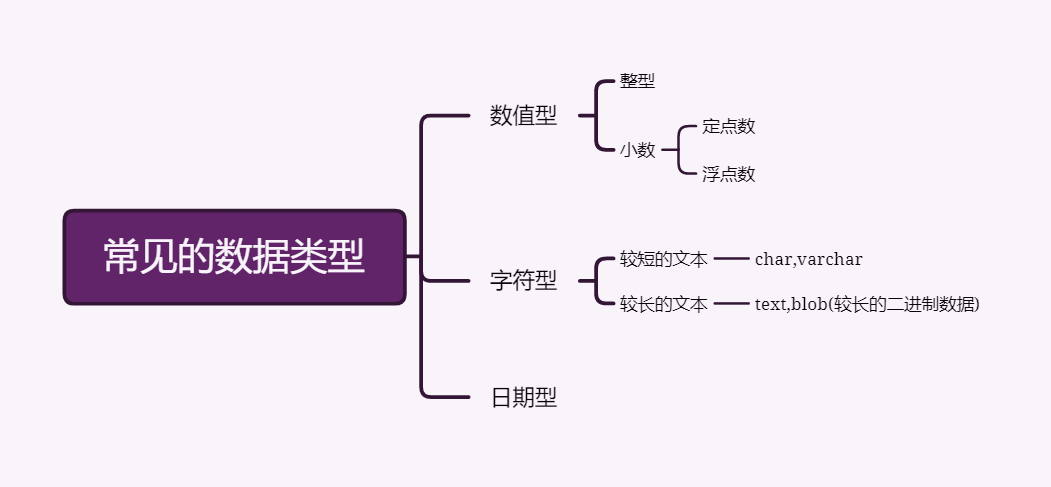 常见的数据类型
数值型
整型
小数
定点数
浮点数
字符型
较短的文本
char,varchar
较长的文本
text,blob(较长的二进制数据)
日期型